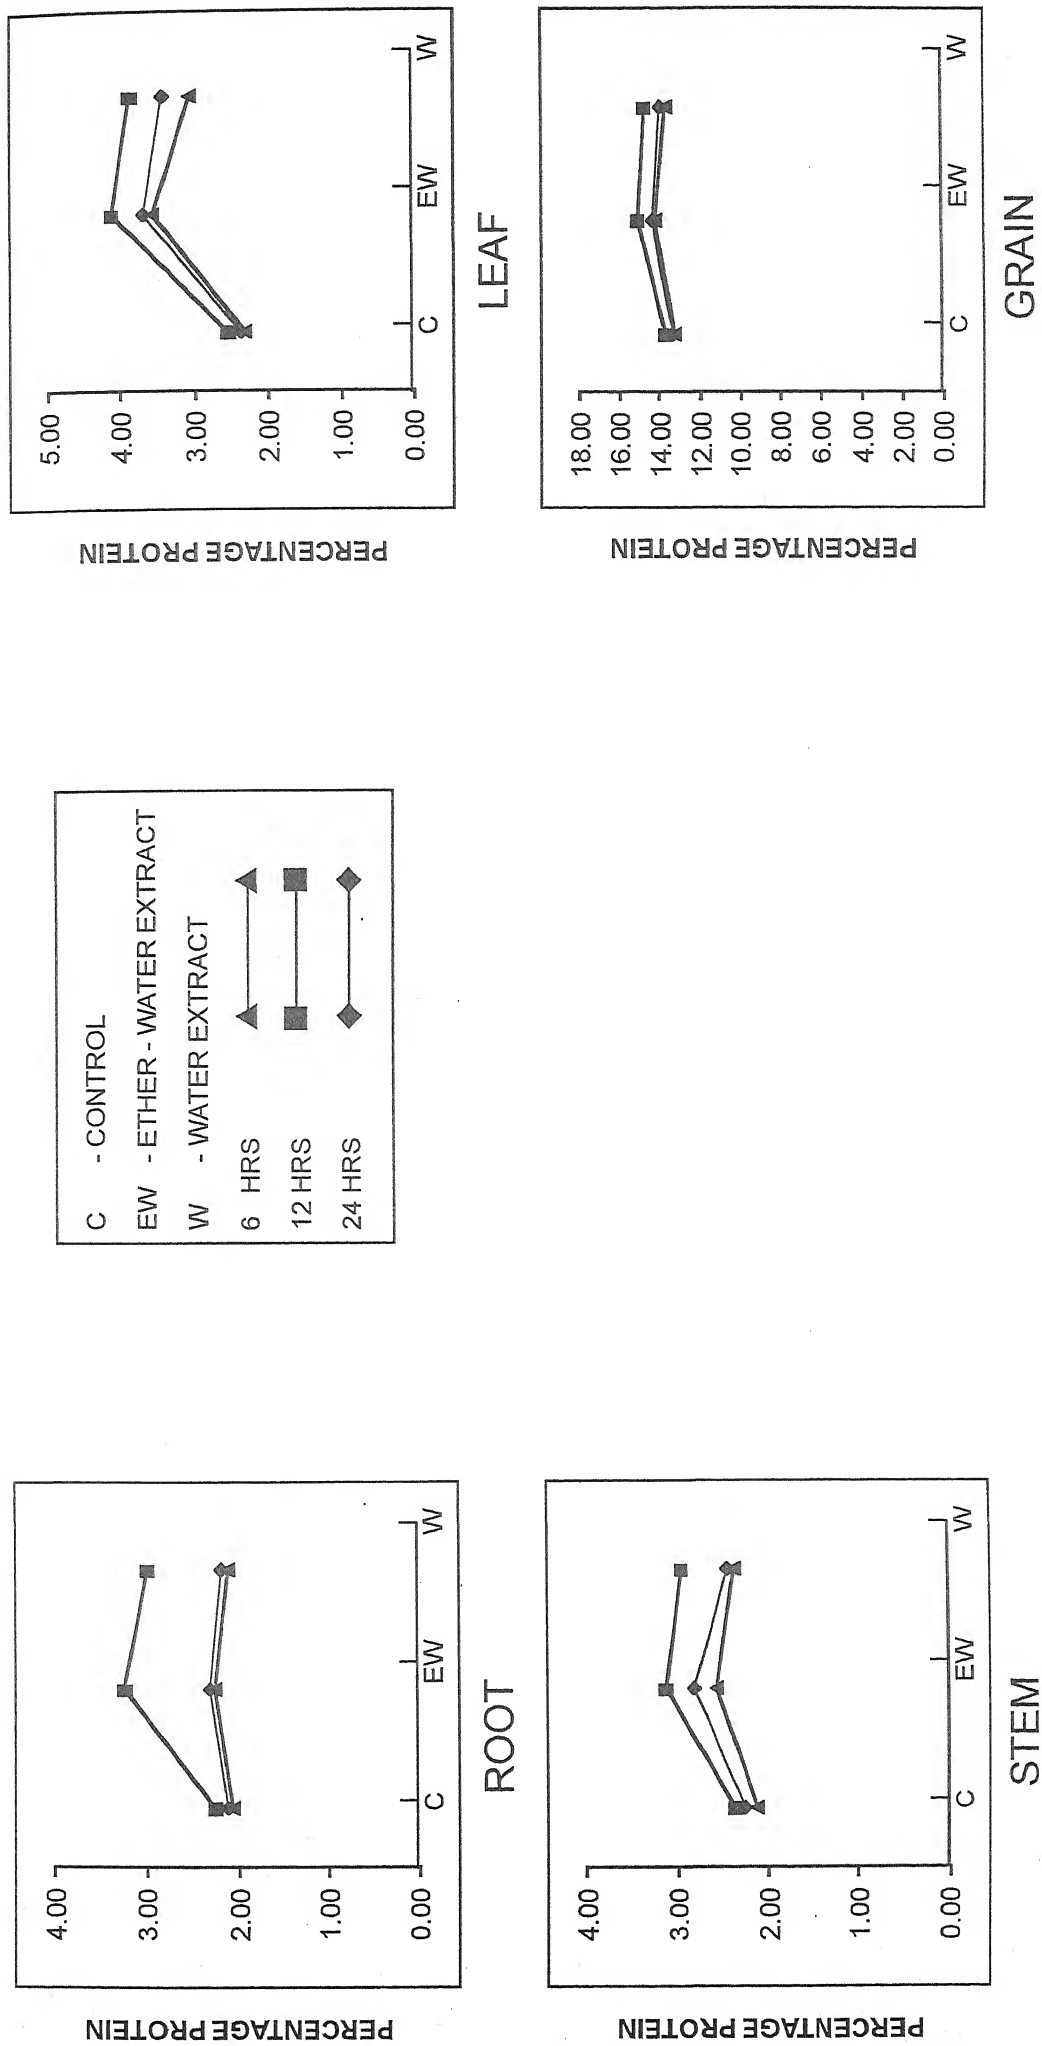 PERCENTAGE PROTEIN
4.00
3.00
2.00
1.00
0.00
C
EW
W
ROOT
C - CONTROL
EW - ETHER - WATER EXTRACT
W - WATER EXTRACT
6 HRS
12 HRS
24 HRS
PERCENTAGE PROTEIN
5.00
4.00
3.00
2.00
1.00
0.00
C
EW
W
LEAF
PERCENTAGE PROTEIN
4.00
3.00
2.00
1.00
0.00
C
EW
W
STEM
PERCENTAGE PROTEIN
18.00
16.00
14.00
12.00
10.00
8.00
6.00
4.00
2.00
0.00
C
EW
W
GRAIN